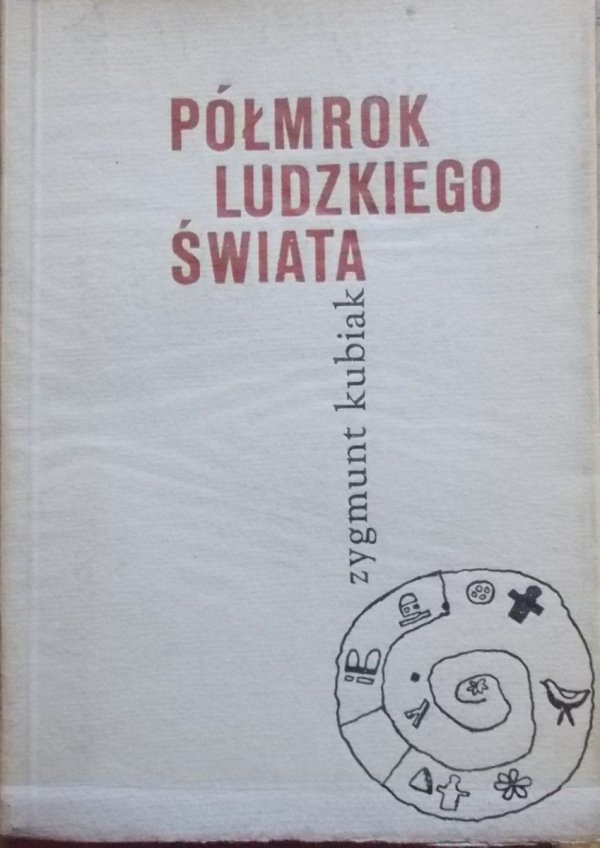 PÓŁMROK
LUDZKIEGO
ŚWIATA
zygmunt kubiak